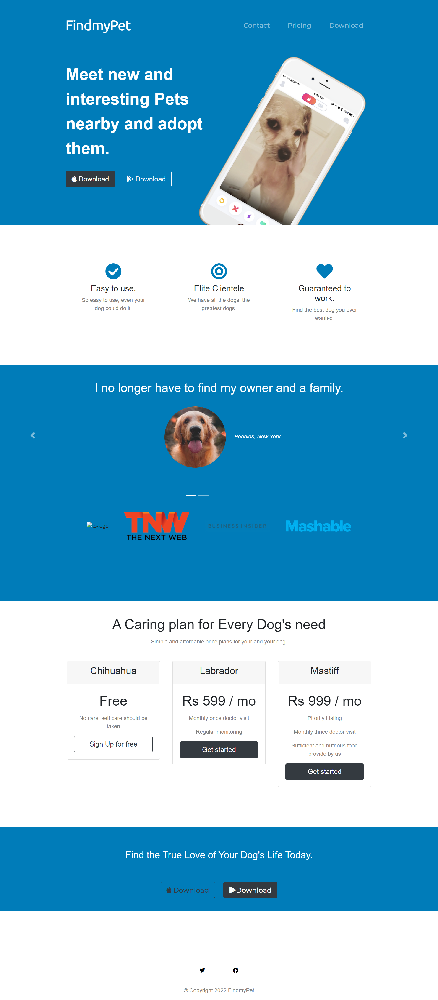 FindmyPet
Contact Pricing Download
Meet new and
interesting Pets
nearby and adopt
them.
Download Download
AT&T 5:58 PM 55%
Easy to use.
So easy to use, even your
dog could do it.
Elite Clientele
We have all the dogs, the
greatest dogs.
Guaranteed to
work.
Find the best dog you ever
wanted.
I no longer have to find my owner and a family.
Pebbles, New York
tc-logo
TNW
THE NEXT WEB
BUSINESS INSIDER
Mashable
A Caring plan for Every Dog's need
Simple and affordable price plans for your and your dog.
Chihuahua
Free
No care, self care should be
taken
Sign Up for free
Labrador
Rs 599 / mo
Monthly once doctor visit
Regular monitoring
Get started
Mastiff
Rs 999 / mo
Pirority Listing
Monthly thrice doctor visit
Sufficient and nutrious food
provide by us
Get started
Find the True Love of Your Dog's Life Today.
Download Download
© Copyright 2022 FindmyPet